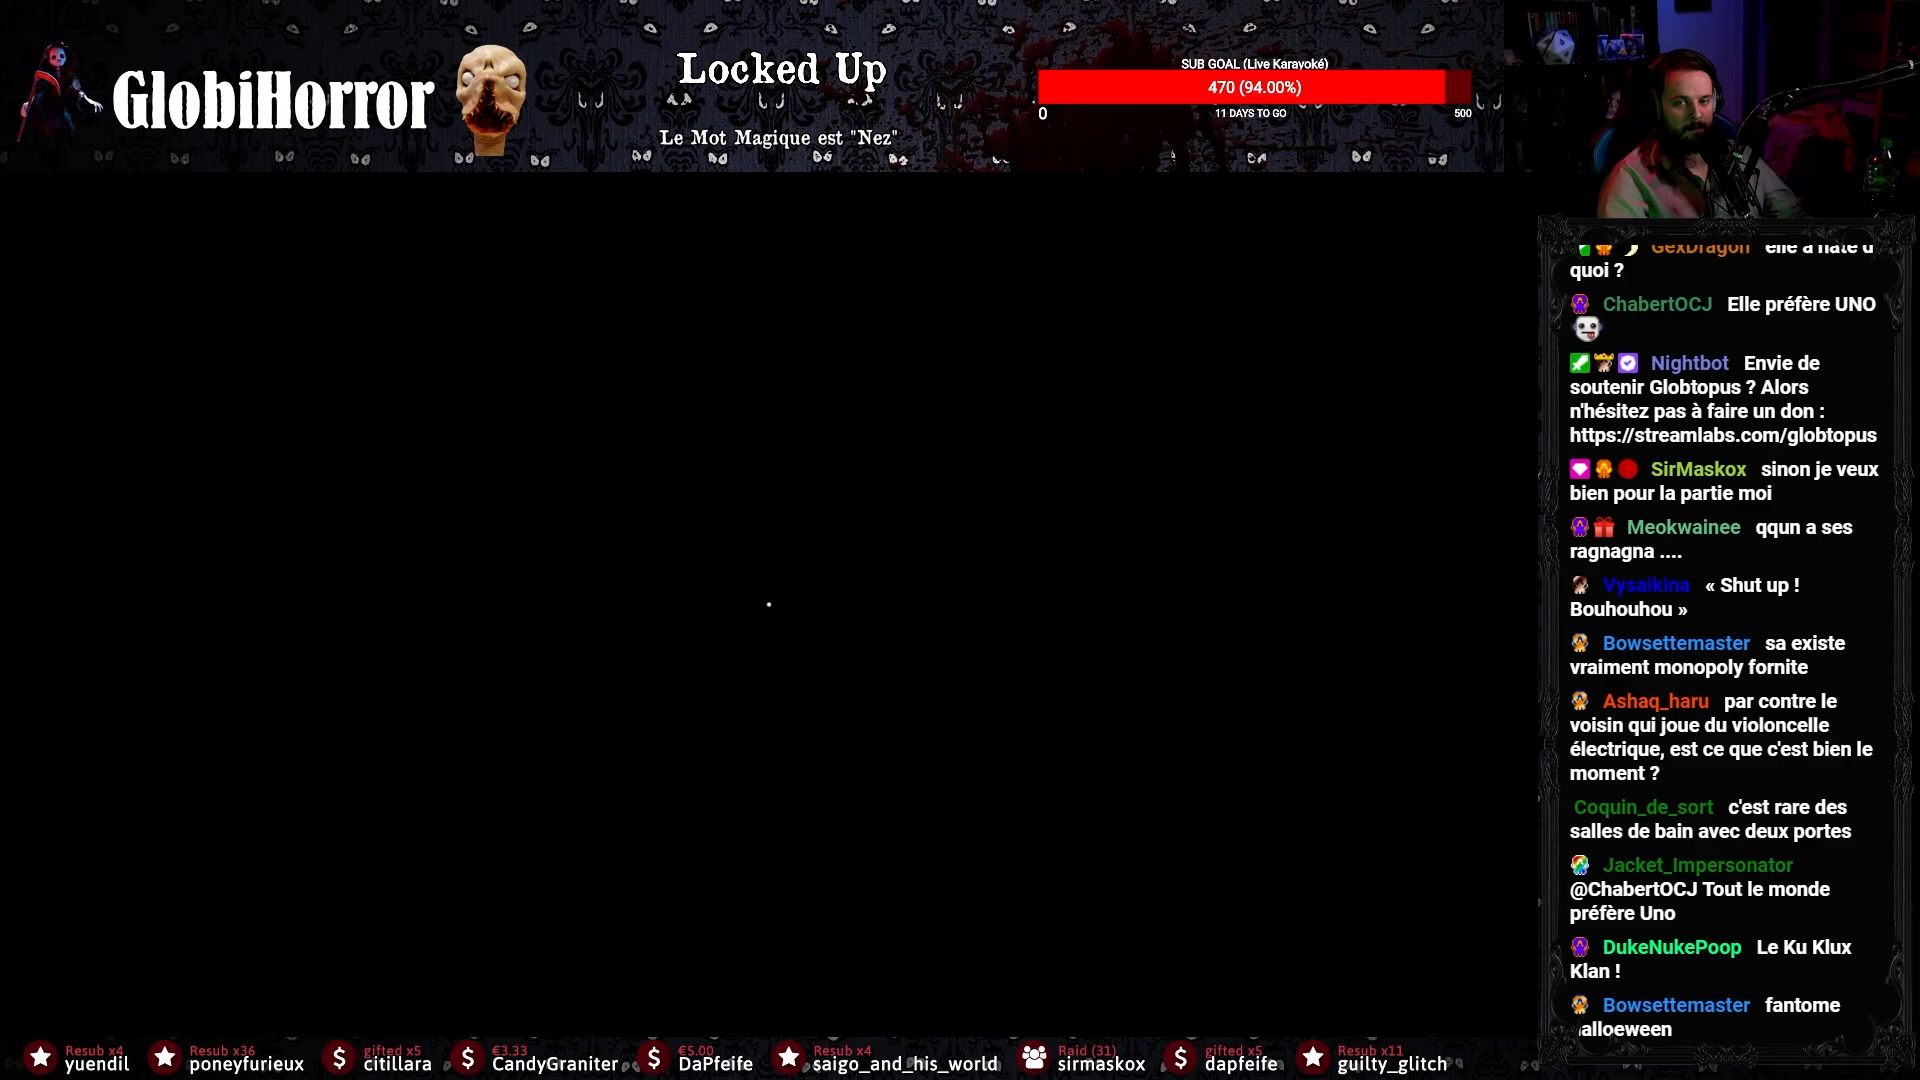 GlobiHorror
Locked Up
Le Mot Magique est "Nez"
SUB GOAL (Live Karayoké)
470 (94.00%)
0
11 DAYS TO GO
500
GexDragon elle a hate d
quoi ?
ChabertOCJ Elle préfère UNO
Nightbot Envie de
soutenir Globtopus ? Alors
n'hésitez pas à faire un don :
https://streamlabs.com/globtopus
SirMaskox sinon je veux
bien pour la partie moi
Meokwainee qqun a ses
ragnagna ....
Vysaikina « Shut up !
Bouhouhou »
Bowsettemaster sa existe
vraiment monopoly fornite
Ashaq_haru par contre le
voisin qui joue du violoncelle
électrique, est ce que c'est bien le
moment ?
Coquin_de_sort c'est rare des
salles de bain avec deux portes
Jacket_Impersonator
@ChabertOCJ Tout le monde
préfère Uno
DukeNukePoop Le Ku Klux
Klan !
Bowsettemaster fantome
alloeween
Resub x4
yuendil
Resub x36
poneyfurieux
gifted x5
citillara
€3.33
CandyGraniter
€5.00
DaPfeife
Resub x4
saigo_and_his_world
Raid (31)
sirmaskox
gifted x5
dapfeife
Resub x11
guilty_glitch